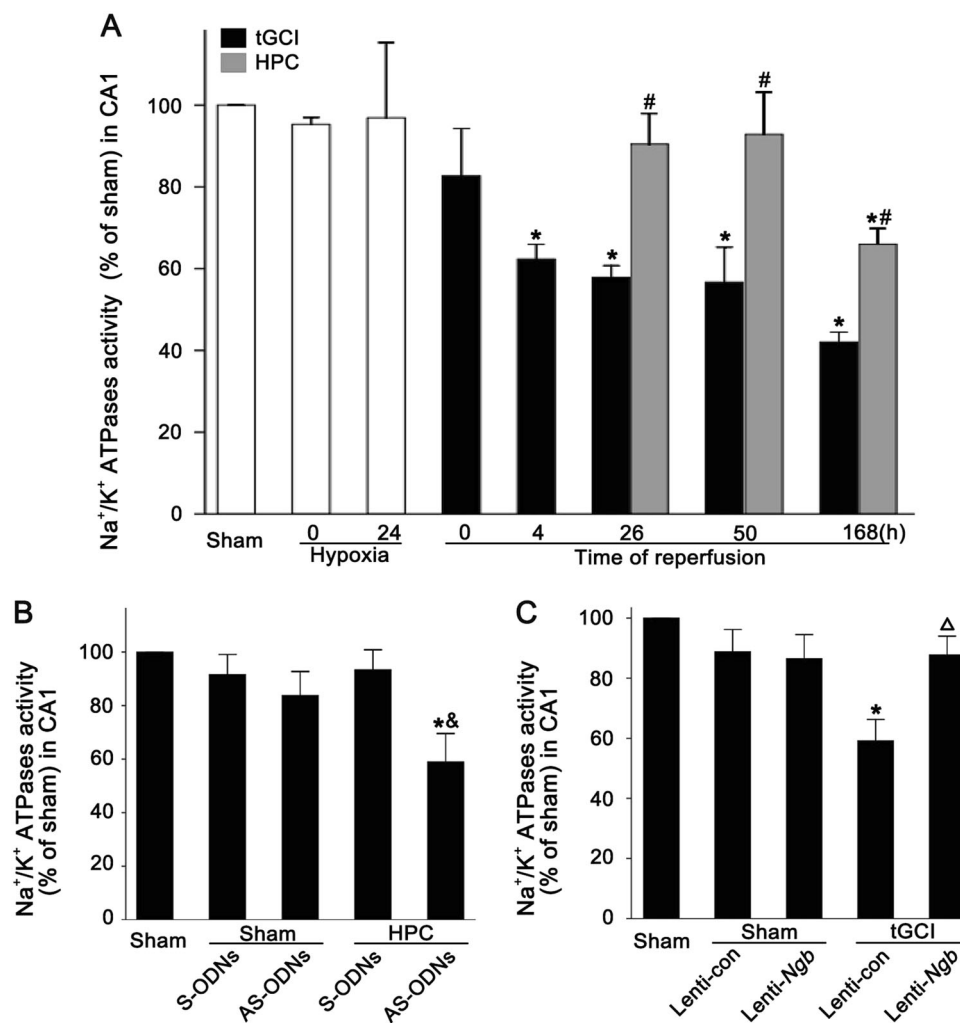 A
tGCI
HPC
Na⁺/K⁺ ATPases activity (% of sham) in CA1
100
80
60
40
20
0
*
*
#
*
#
*
*#
Sham
0
24
0
4
26
50
168(h)
Hypoxia
Time of reperfusion
B
Na⁺/K⁺ ATPases activity
(% of sham) in CA1
100
80
60
40
20
0
*&
Sham
Sham
HPC
S-ODNs
AS-ODNs
S-ODNs
AS-ODNs
C
Na⁺/K⁺ ATPases activity
(% of sham) in CA1
100
80
60
40
20
0
*
Δ
Sham
Sham
tGCI
Lenti-con
Lenti-Ngb
Lenti-con
Lenti-Ngb